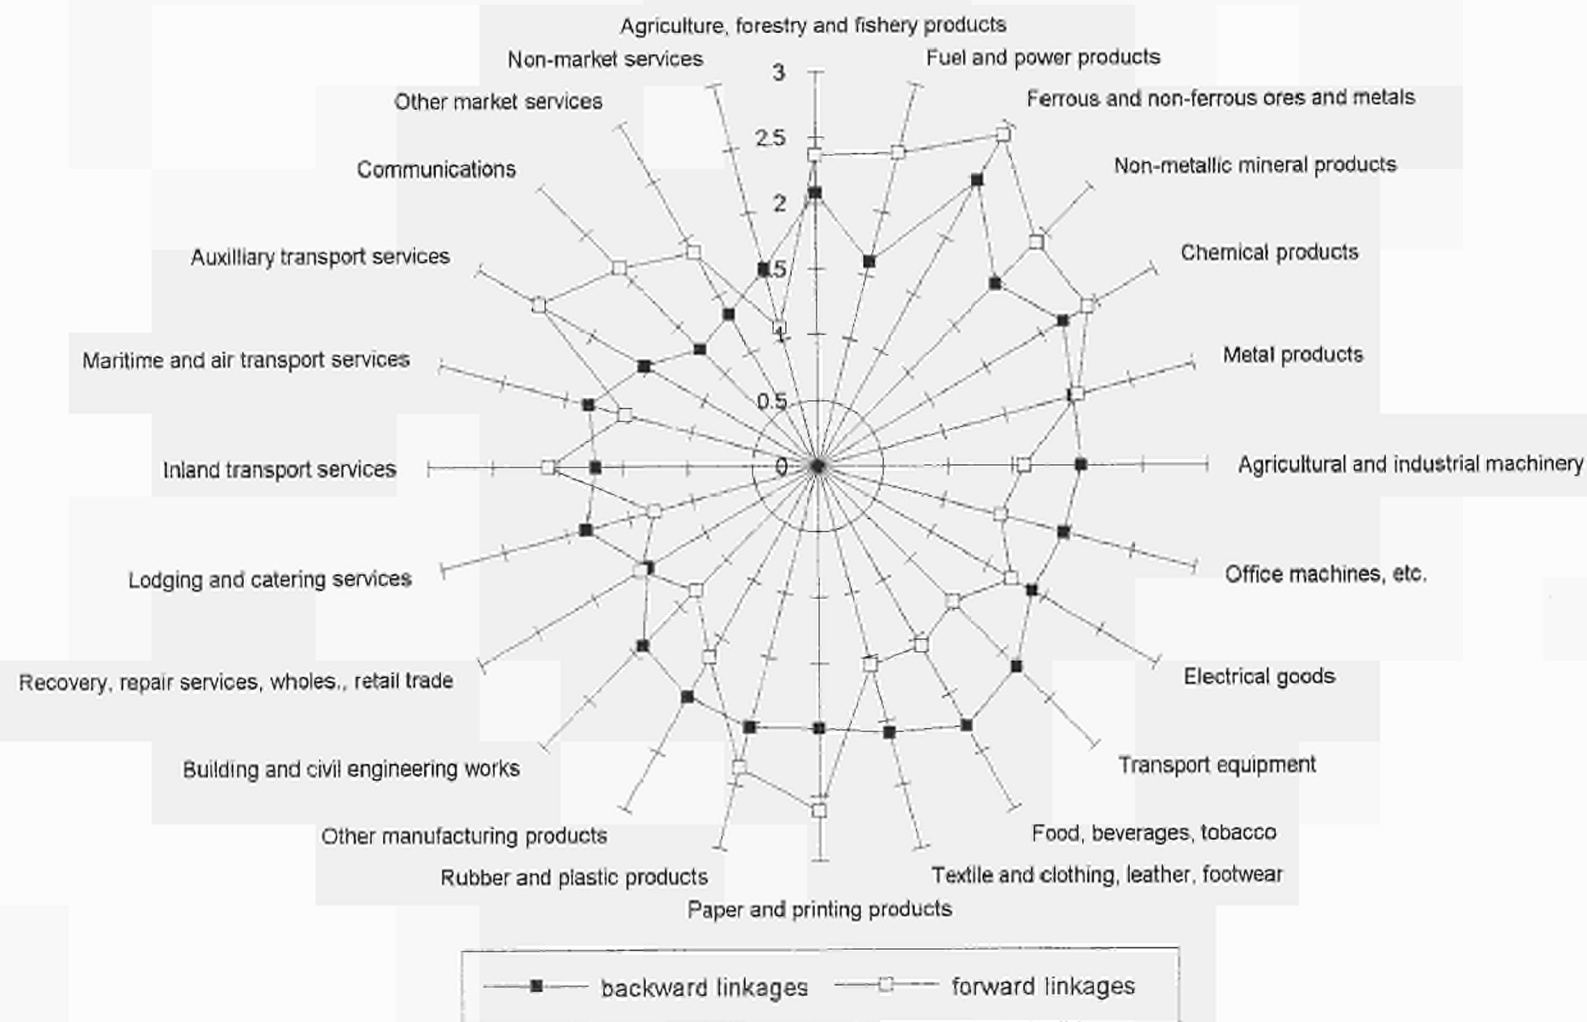 Agriculture, forestry and fishery products
Non-market services
Fuel and power products
3
Other market services
Ferrous and non-ferrous ores and metals
2.5
Communications
Non-metallic mineral products
2
Auxilliary transport services
Chemical products
.5
Maritime and air transport services
1
Metal products
0.5
Inland transport services
0
Agricultural and industrial machinery
Lodging and catering services
Office machines, etc.
Recovery, repair services, wholes., retail trade
Electrical goods
Building and civil engineering works
Transport equipment
Other manufacturing products
Food, beverages, tobacco
Rubber and plastic products
Textile and clothing, leather, footwear
Paper and printing products
backward linkages
forward linkages